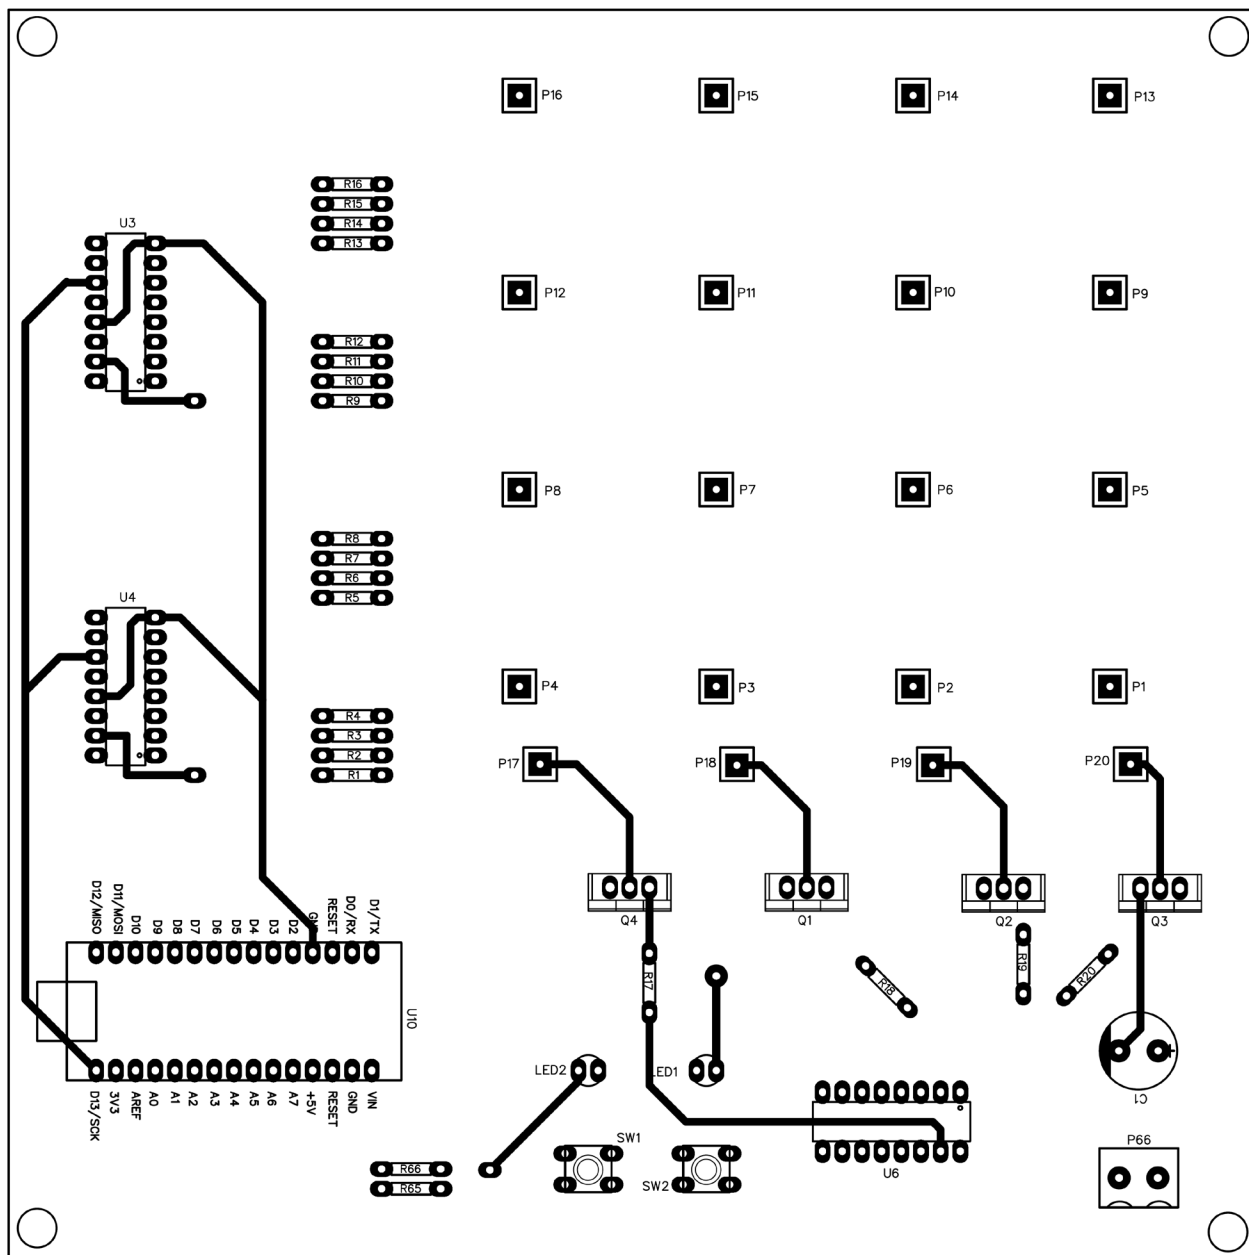 P16 P15 P14 P13
R16
R15
R14
R13
U3
P12 P11 P10 P9
R12
R11
R10
R9
P8 P7 P6 P5
R8
R7
R6
R5
U4
P4 P3 P2 P1
R4
R3
R2
R1
P17 P18 P19 P20
D12/MISO D11/MOSI D10 D9 D8 D7 D6 D5 D4 D3 D2 GND RESET D0/RX D1/TX
Q4 Q1 Q2 Q3
R17 R18 R19 R20
U10
LED2 LED1
D13/SCK 3V3 AREF A0 A1 A2 A3 A4 A5 A6 A7 +5V RESET GND VIN
+
C1
SW1 P66
R66
R65
SW2 U6